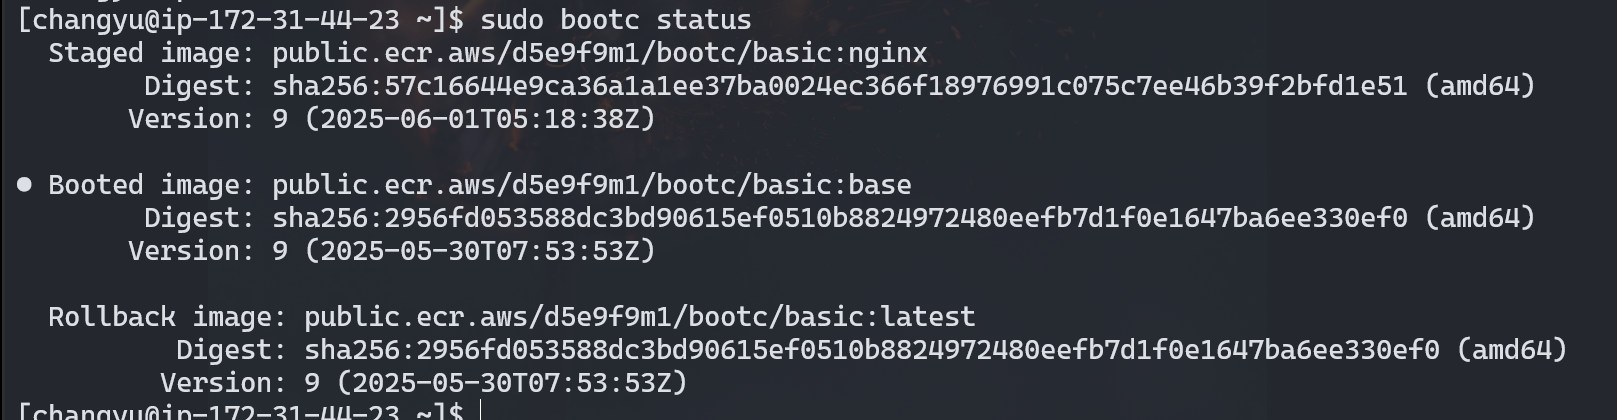 [changyu@ip-172-31-44-23 ~]$ sudo bootc status
Staged image: public.ecr.aws/d5e9f9m1/bootc/basic:nginx
Digest: sha256:57c16644e9ca36a1a1ee37ba0024ec366f18976991c075c7ee46b39f2bfd1e51 (amd64)
Version: 9 (2025-06-01T05:18:38Z)
● Booted image: public.ecr.aws/d5e9f9m1/bootc/basic:base
Digest: sha256:2956fd053588dc3bd90615ef0510b8824972480eefb7d1f0e1647ba6ee330ef0 (amd64)
Version: 9 (2025-05-30T07:53:53Z)
Rollback image: public.ecr.aws/d5e9f9m1/bootc/basic:latest
Digest: sha256:2956fd053588dc3bd90615ef0510b8824972480eefb7d1f0e1647ba6ee330ef0 (amd64)
Version: 9 (2025-05-30T07:53:53Z)
[changyu@ip-172-31-44-23 ~]$